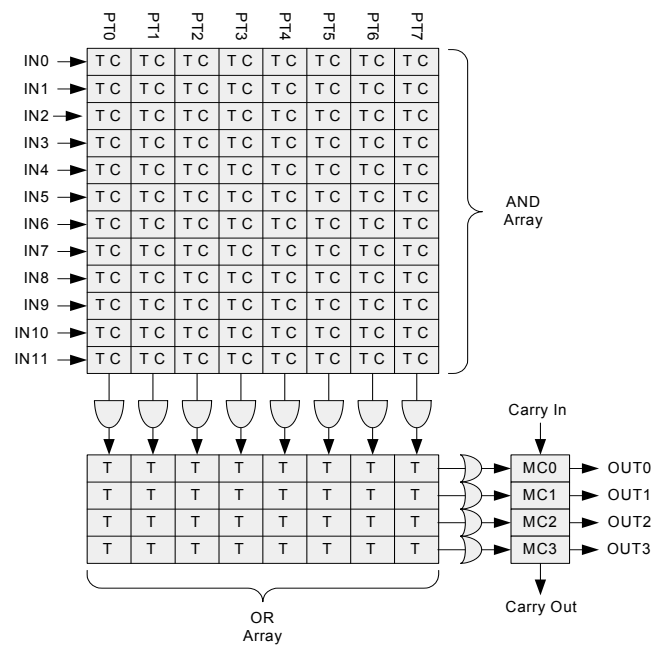 PT0 PT1 PT2 PT3 PT4 PT5 PT6 PT7
IN0 T C T C T C T C T C T C T C T C
IN1 T C T C T C T C T C T C T C T C
IN2 T C T C T C T C T C T C T C T C
IN3 T C T C T C T C T C T C T C T C
IN4 T C T C T C T C T C T C T C T C
IN5 T C T C T C T C T C T C T C T C
IN6 T C T C T C T C T C T C T C T C
IN7 T C T C T C T C T C T C T C T C
IN8 T C T C T C T C T C T C T C T C
IN9 T C T C T C T C T C T C T C T C
IN10 T C T C T C T C T C T C T C T C
IN11 T C T C T C T C T C T C T C T C
AND
Array
Carry In
T T T T T T T T MC0 OUT0
T T T T T T T T MC1 OUT1
T T T T T T T T MC2 OUT2
T T T T T T T T MC3 OUT3
Carry Out
OR
Array